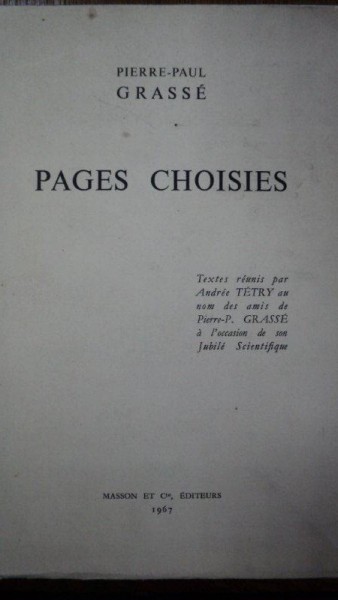 PIERRE-PAUL
GRASSÉ
PAGES CHOISIES
Textes réunis par
Andrée TÉTRY au
nom des amis de
Pierre-P. GRASSÉ
à l'occasion de son
Jubilé Scientifique
MASSON ET Cie, ÉDITEURS
1967